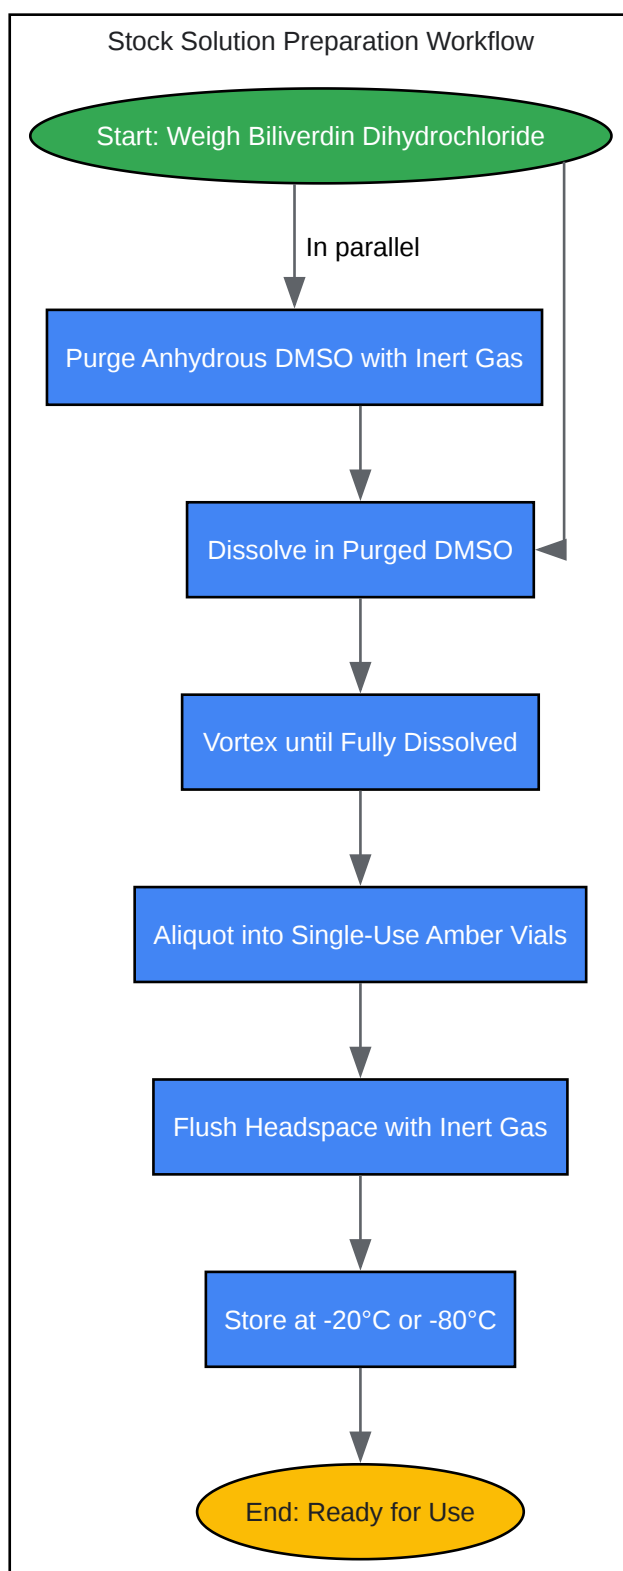 Stock Solution Preparation Workflow
Start: Weigh Biliverdin Dihydrochloride
In parallel
Purge Anhydrous DMSO with Inert Gas
Dissolve in Purged DMSO
Vortex until Fully Dissolved
Aliquot into Single-Use Amber Vials
Flush Headspace with Inert Gas
Store at -20°C or -80°C
End: Ready for Use